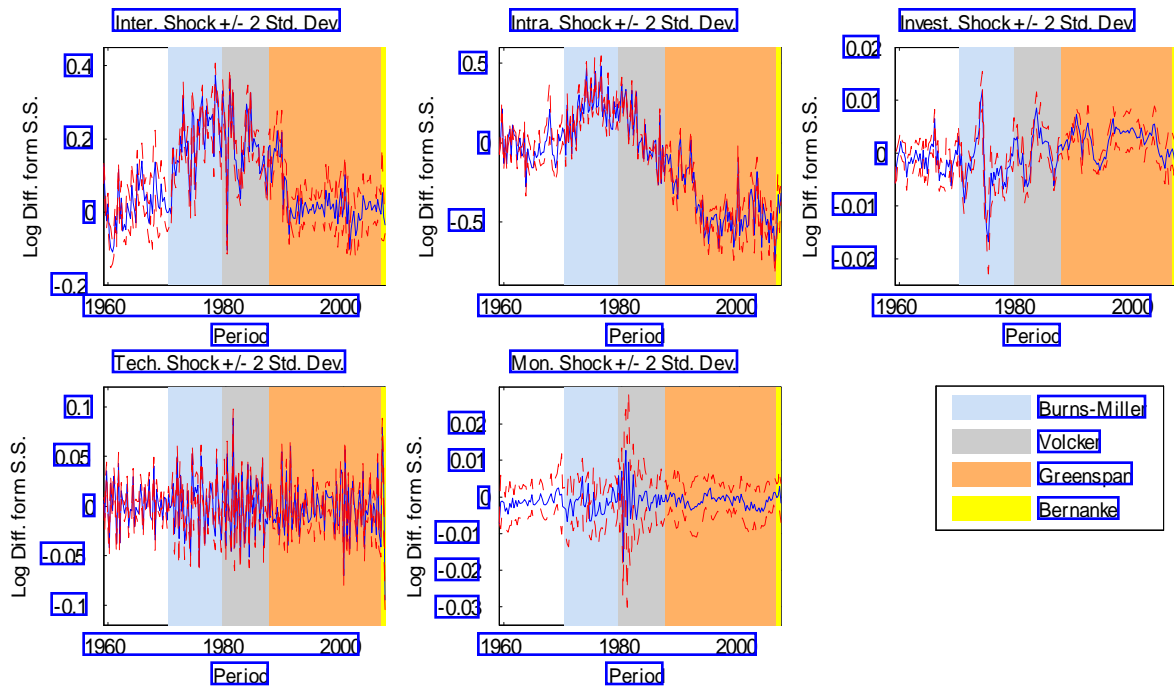 Inter. Shock +/- 2 Std. Dev.
Intra. Shock +/- 2 Std. Dev.
Invest. Shock +/- 2 Std. Dev.
Log Diff. form S.S.
0.4
0.2
0
-0.2
1960 1980 2000
Period
Log Diff. form S.S.
0.5
0
-0.5
1960 1980 2000
Period
Log Diff. form S.S.
0.02
0.01
0
-0.01
-0.02
1960 1980 2000
Period
Tech. Shock +/- 2 Std. Dev.
Mon. Shock +/- 2 Std. Dev.
Log Diff. form S.S.
0.1
0.05
0
-0.05
-0.1
1960 1980 2000
Period
Log Diff. form S.S.
0.02
0.01
0
-0.01
-0.02
-0.03
1960 1980 2000
Period
Burns-Miller
Volcker
Greenspan
Bernanke